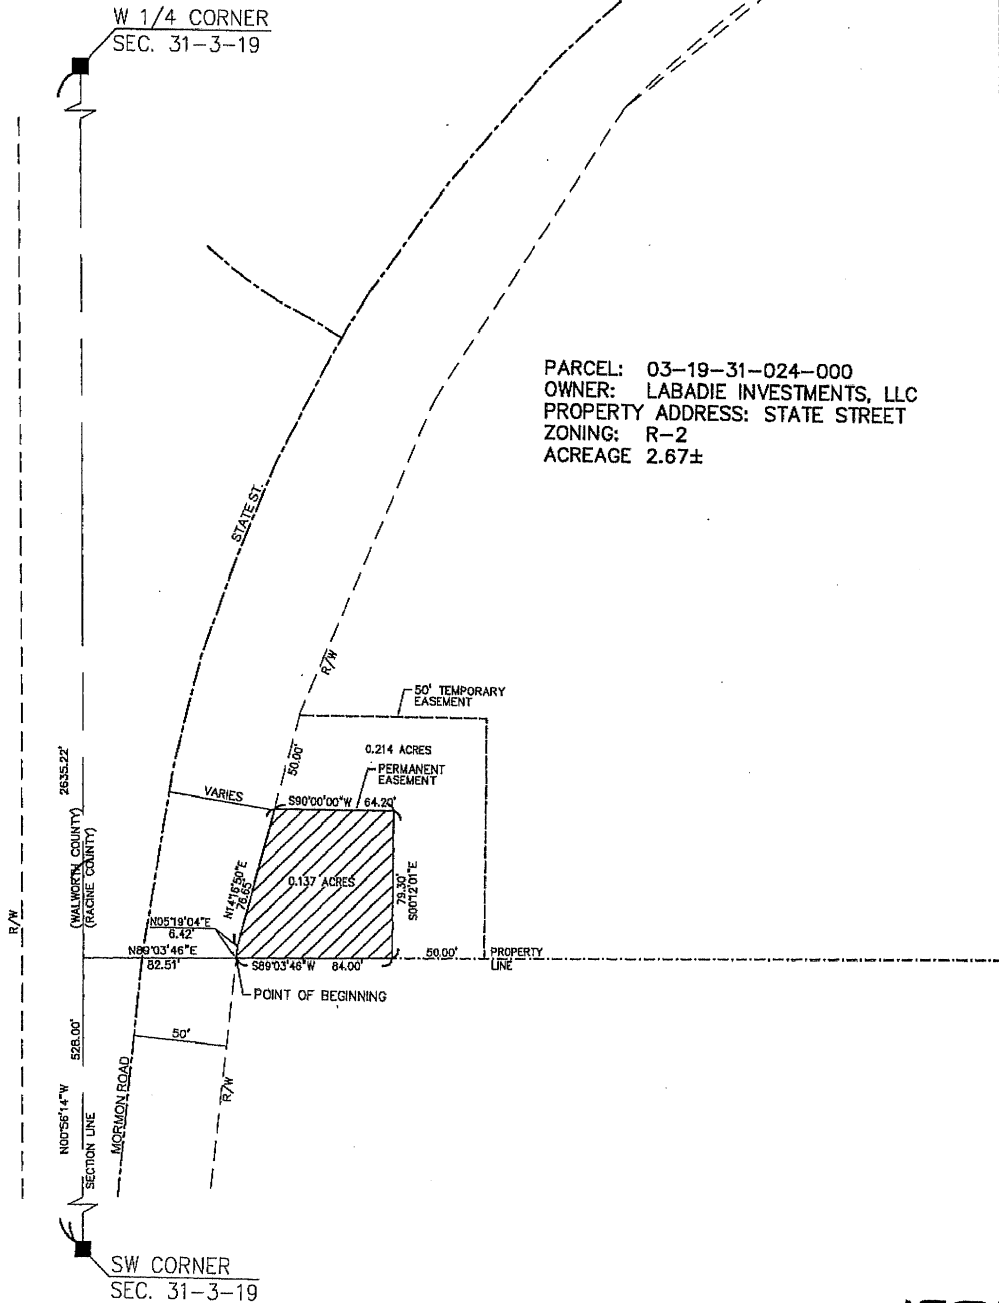 W 1/4 CORNER
SEC. 31-3-19
PARCEL: 03-19-31-024-000
OWNER: LABADIE INVESTMENTS, LLC
PROPERTY ADDRESS: STATE STREET
ZONING: R-2
ACREAGE 2.67±
STATE ST.
R/W
50' TEMPORARY
EASEMENT
50.00'
0.214 ACRES
PERMANENT
EASEMENT
2635.22'
VARIES
S90°00'00"W 64.20'
(WALWORTH COUNTY)
(RACINE COUNTY)
N14°16'50"E
76.65'
0.137 ACRES
79.30'
S00°12'01"E
R/W
N05°19'04"E
6.42'
N89°03'46"E
82.51'
S89°03'46"W 84.00'
50.00'
PROPERTY
LINE
POINT OF BEGINNING
528.00'
50'
R/W
MORMON ROAD
N00°56'14"W
SECTION LINE
SW CORNER
SEC. 31-3-19